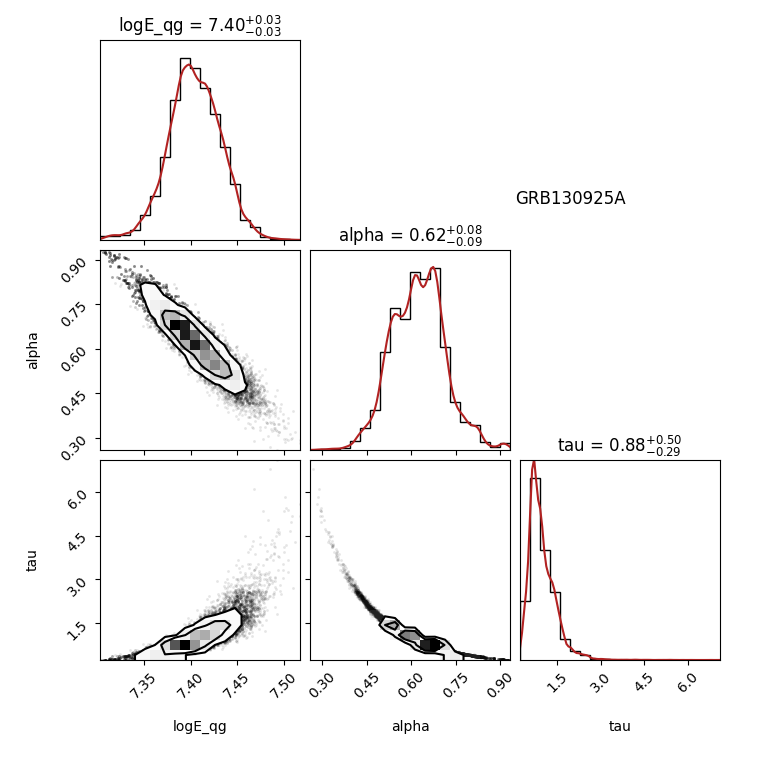 logE_qg = 7.40+0.03 −0.03
GRB130925A
alpha = 0.62+0.08 −0.09
0.90
0.75
0.60
0.45
0.30
alpha
tau = 0.88+0.50 −0.29
6.0
4.5
3.0
1.5
tau
7.35 7.40 7.45 7.50
0.30 0.45 0.60 0.75 0.90
1.5 3.0 4.5 6.0
logE_qg alpha tau